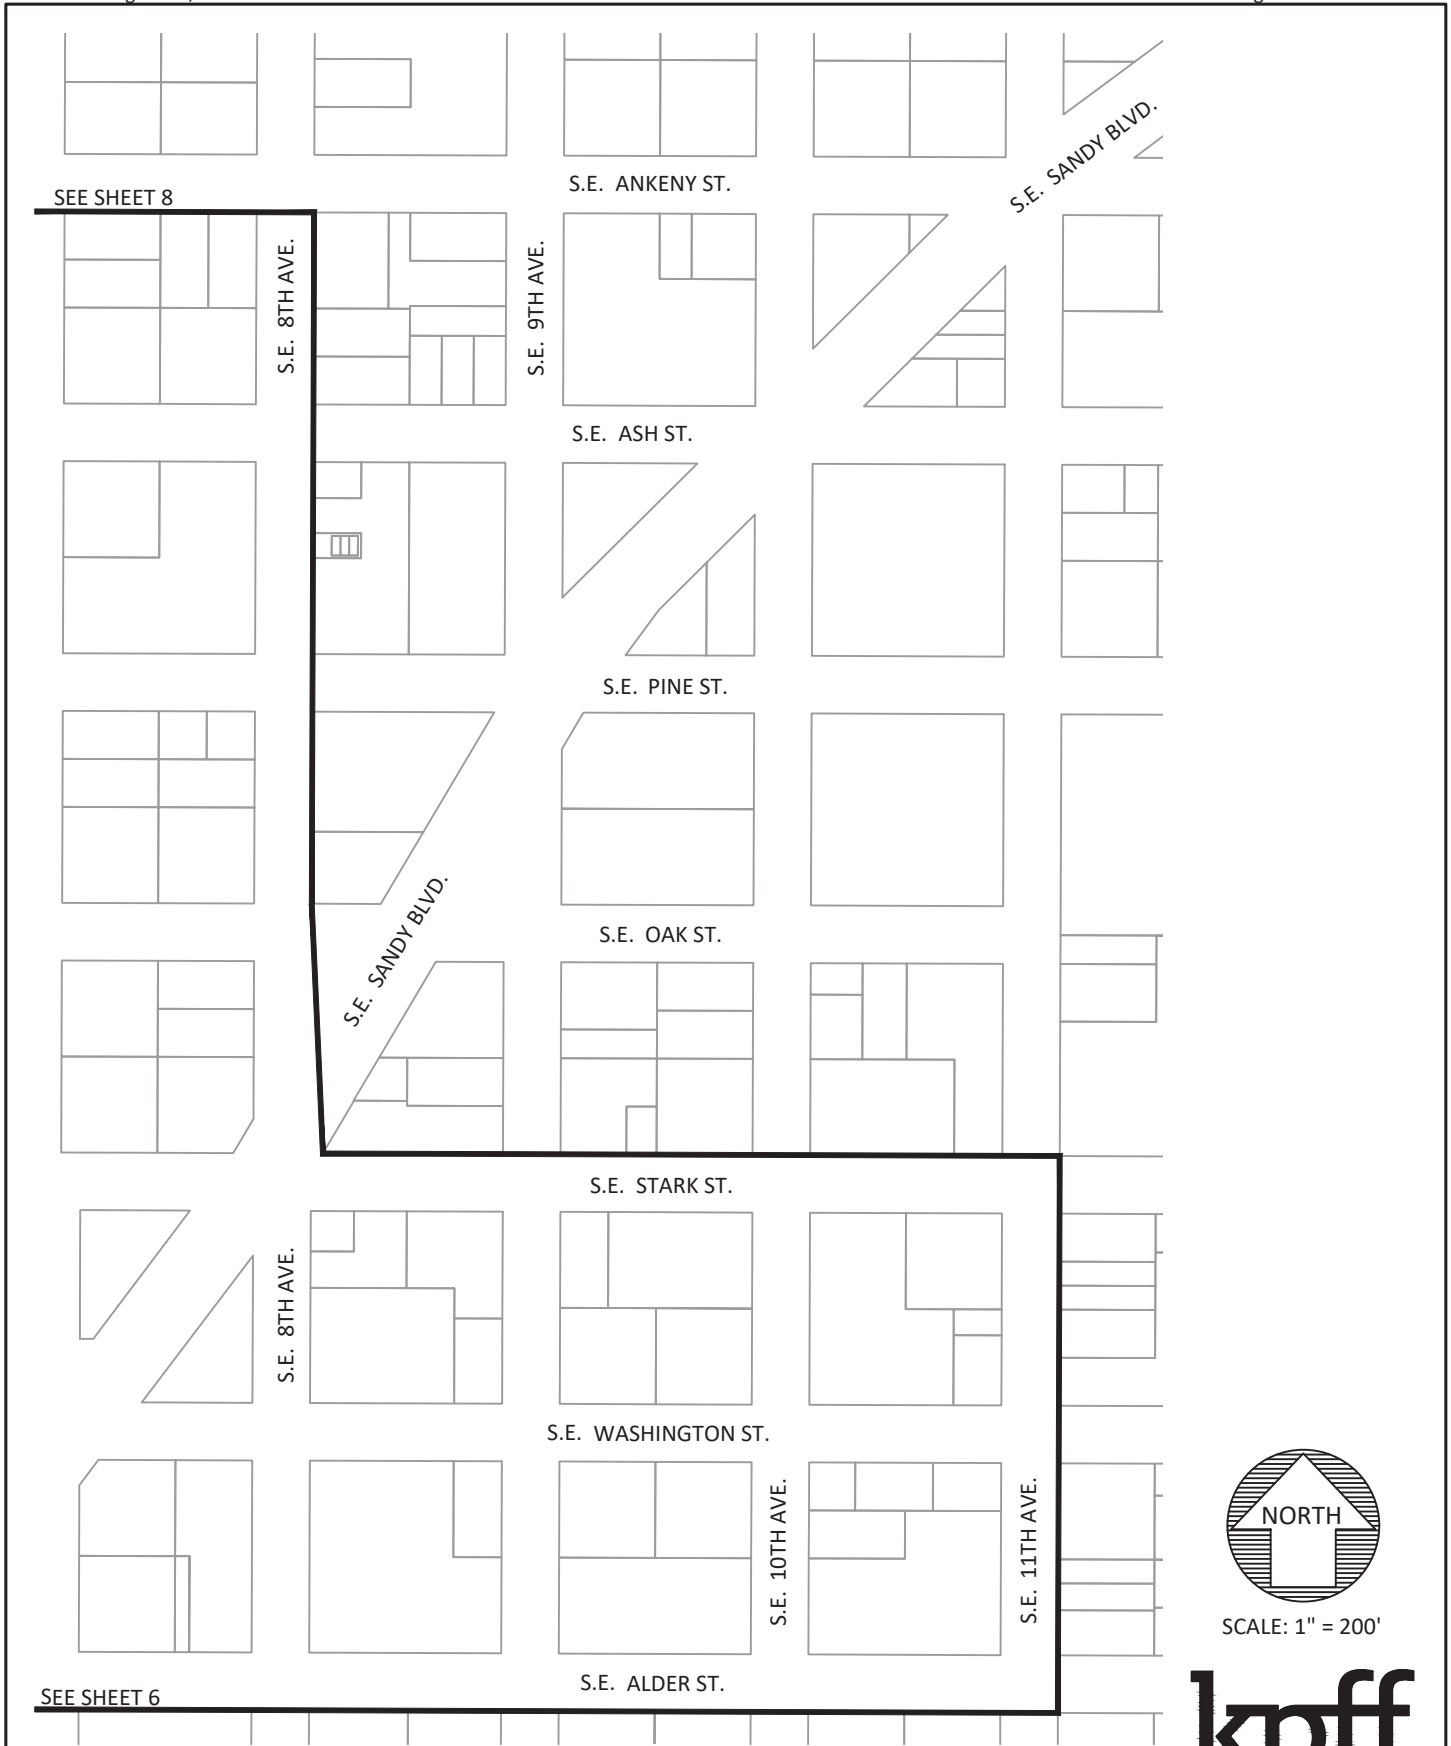 S.E. SANDY BLVD.
S.E. ANKENY ST.
SEE SHEET 8
S.E. 8TH AVE.
S.E. 9TH AVE.
S.E. ASH ST.
S.E. PINE ST.
S.E. SANDY BLVD.
S.E. OAK ST.
S.E. STARK ST.
S.E. 8TH AVE.
S.E. WASHINGTON ST.
S.E. 10TH AVE.
S.E. 11TH AVE.
NORTH
SCALE: 1" = 200'
S.E. ALDER ST.
SEE SHEET 6
kpff